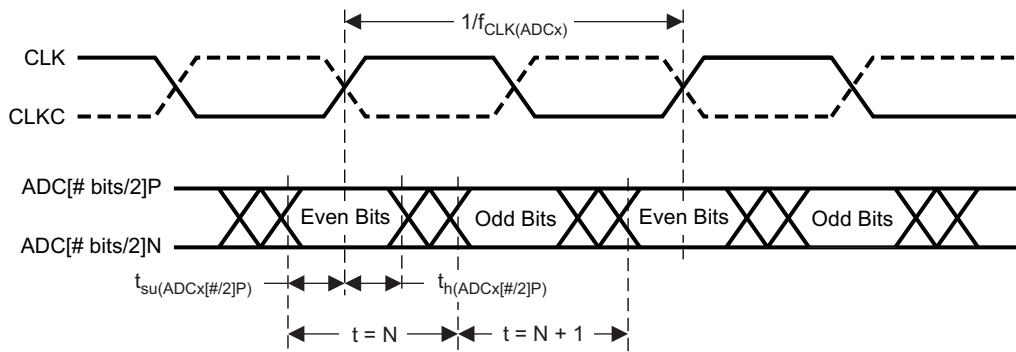 1/fCLK(ADCx)
CLK
CLKC
ADC[# bits/2]P
Even Bits
Odd Bits
Even Bits
Odd Bits
ADC[# bits/2]N
tsu(ADCx[#/2]P)
th(ADCx[#/2]P)
t = N
t = N + 1